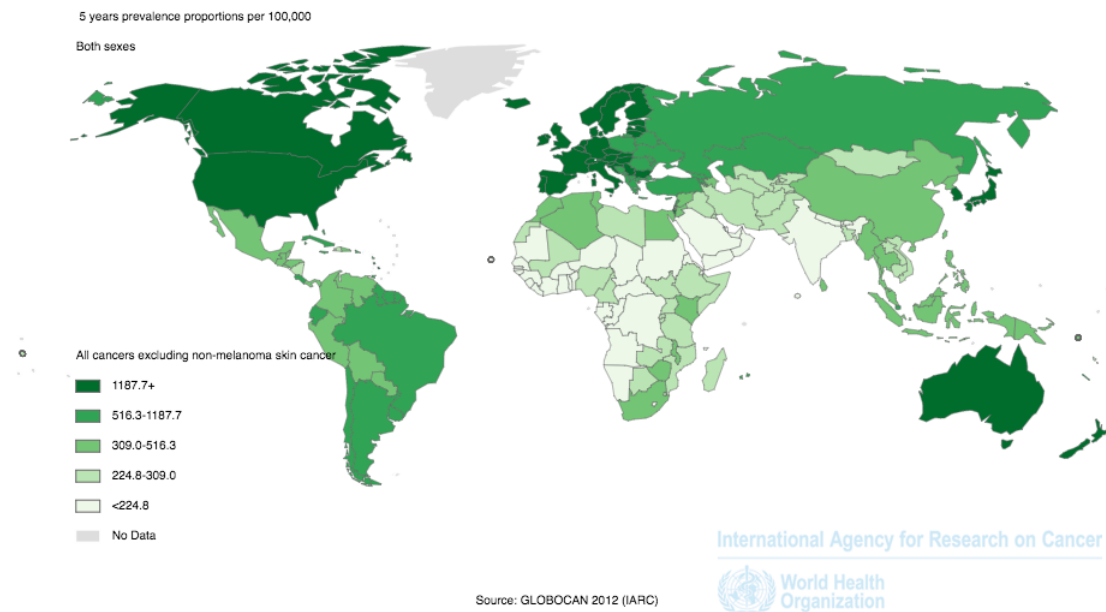 5 years prevalence proportions per 100,000
Both sexes
All cancers excluding non-melanoma skin cancer
1187.7+
516.3-1187.7
309.0-516.3
224.8-309.0
<224.8
No Data
International Agency for Research on Cancer
World Health
Organization
Source: GLOBOCAN 2012 (IARC)